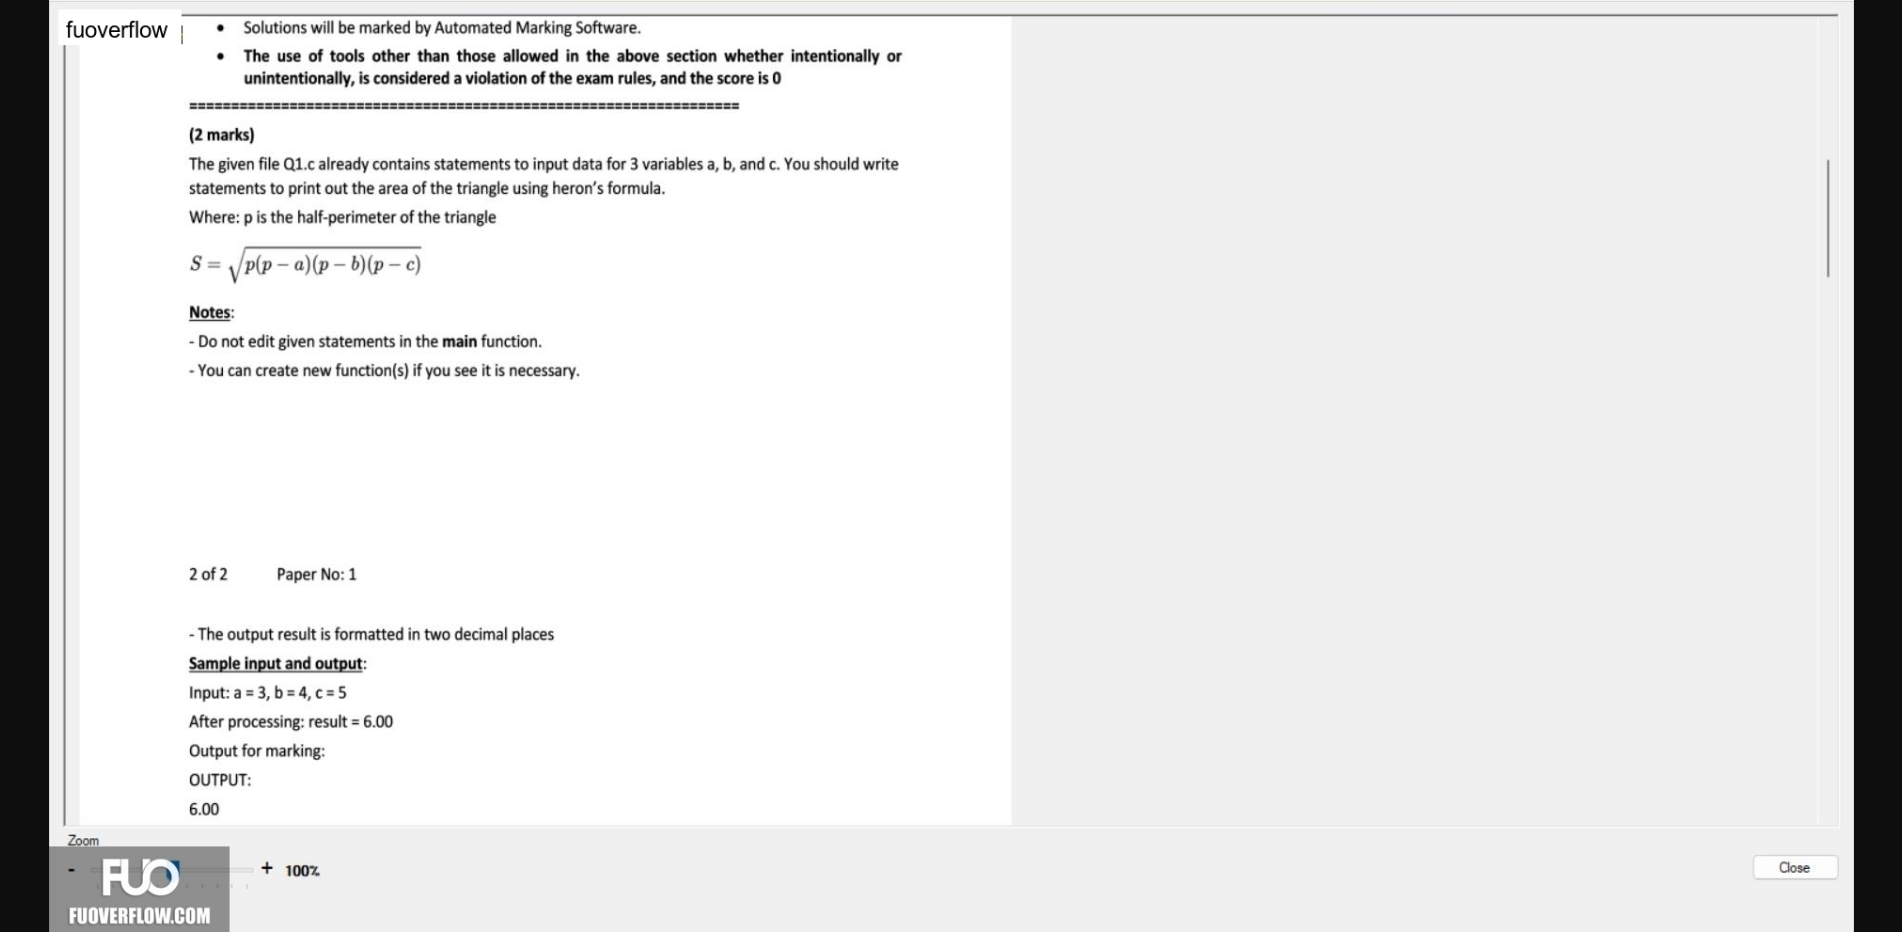 fuoverflow
• Solutions will be marked by Automated Marking Software.
• The use of tools other than those allowed in the above section whether intentionally or
unintentionally, is considered a violation of the exam rules, and the score is 0
==================================================================
(2 marks)
The given file Q1.c already contains statements to input data for 3 variables a, b, and c. You should write
statements to print out the area of the triangle using heron's formula.
Where: p is the half-perimeter of the triangle
S = √p(p − a)(p − b)(p − c)
Notes:
- Do not edit given statements in the main function.
- You can create new function(s) if you see it is necessary.
2 of 2 Paper No: 1
- The output result is formatted in two decimal places
Sample input and output:
Input: a = 3, b = 4, c = 5
After processing: result = 6.00
Output for marking:
OUTPUT:
6.00
Zoom
- + 100%
Close
FUO
FUOVERFLOW.COM